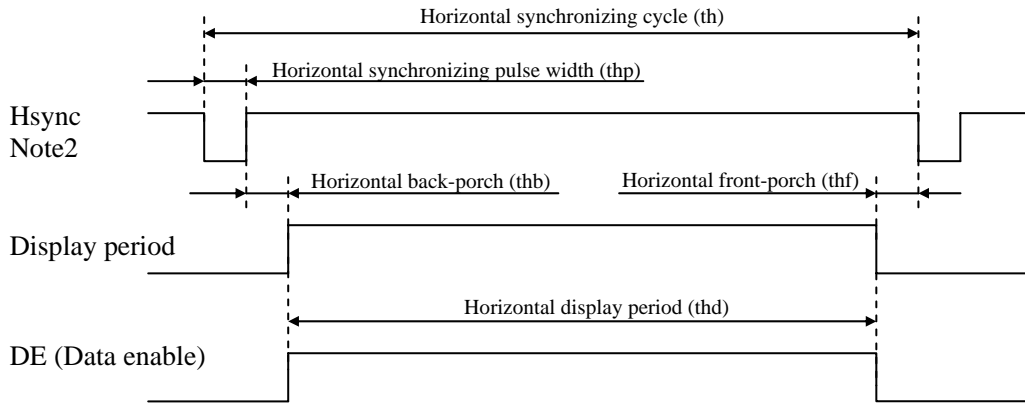 Horizontal synchronizing cycle (th)
Horizontal synchronizing pulse width (thp)
Hsync
Note2
Horizontal back-porch (thb)
Horizontal front-porch (thf)
Display period
Horizontal display period (thd)
DE (Data enable)